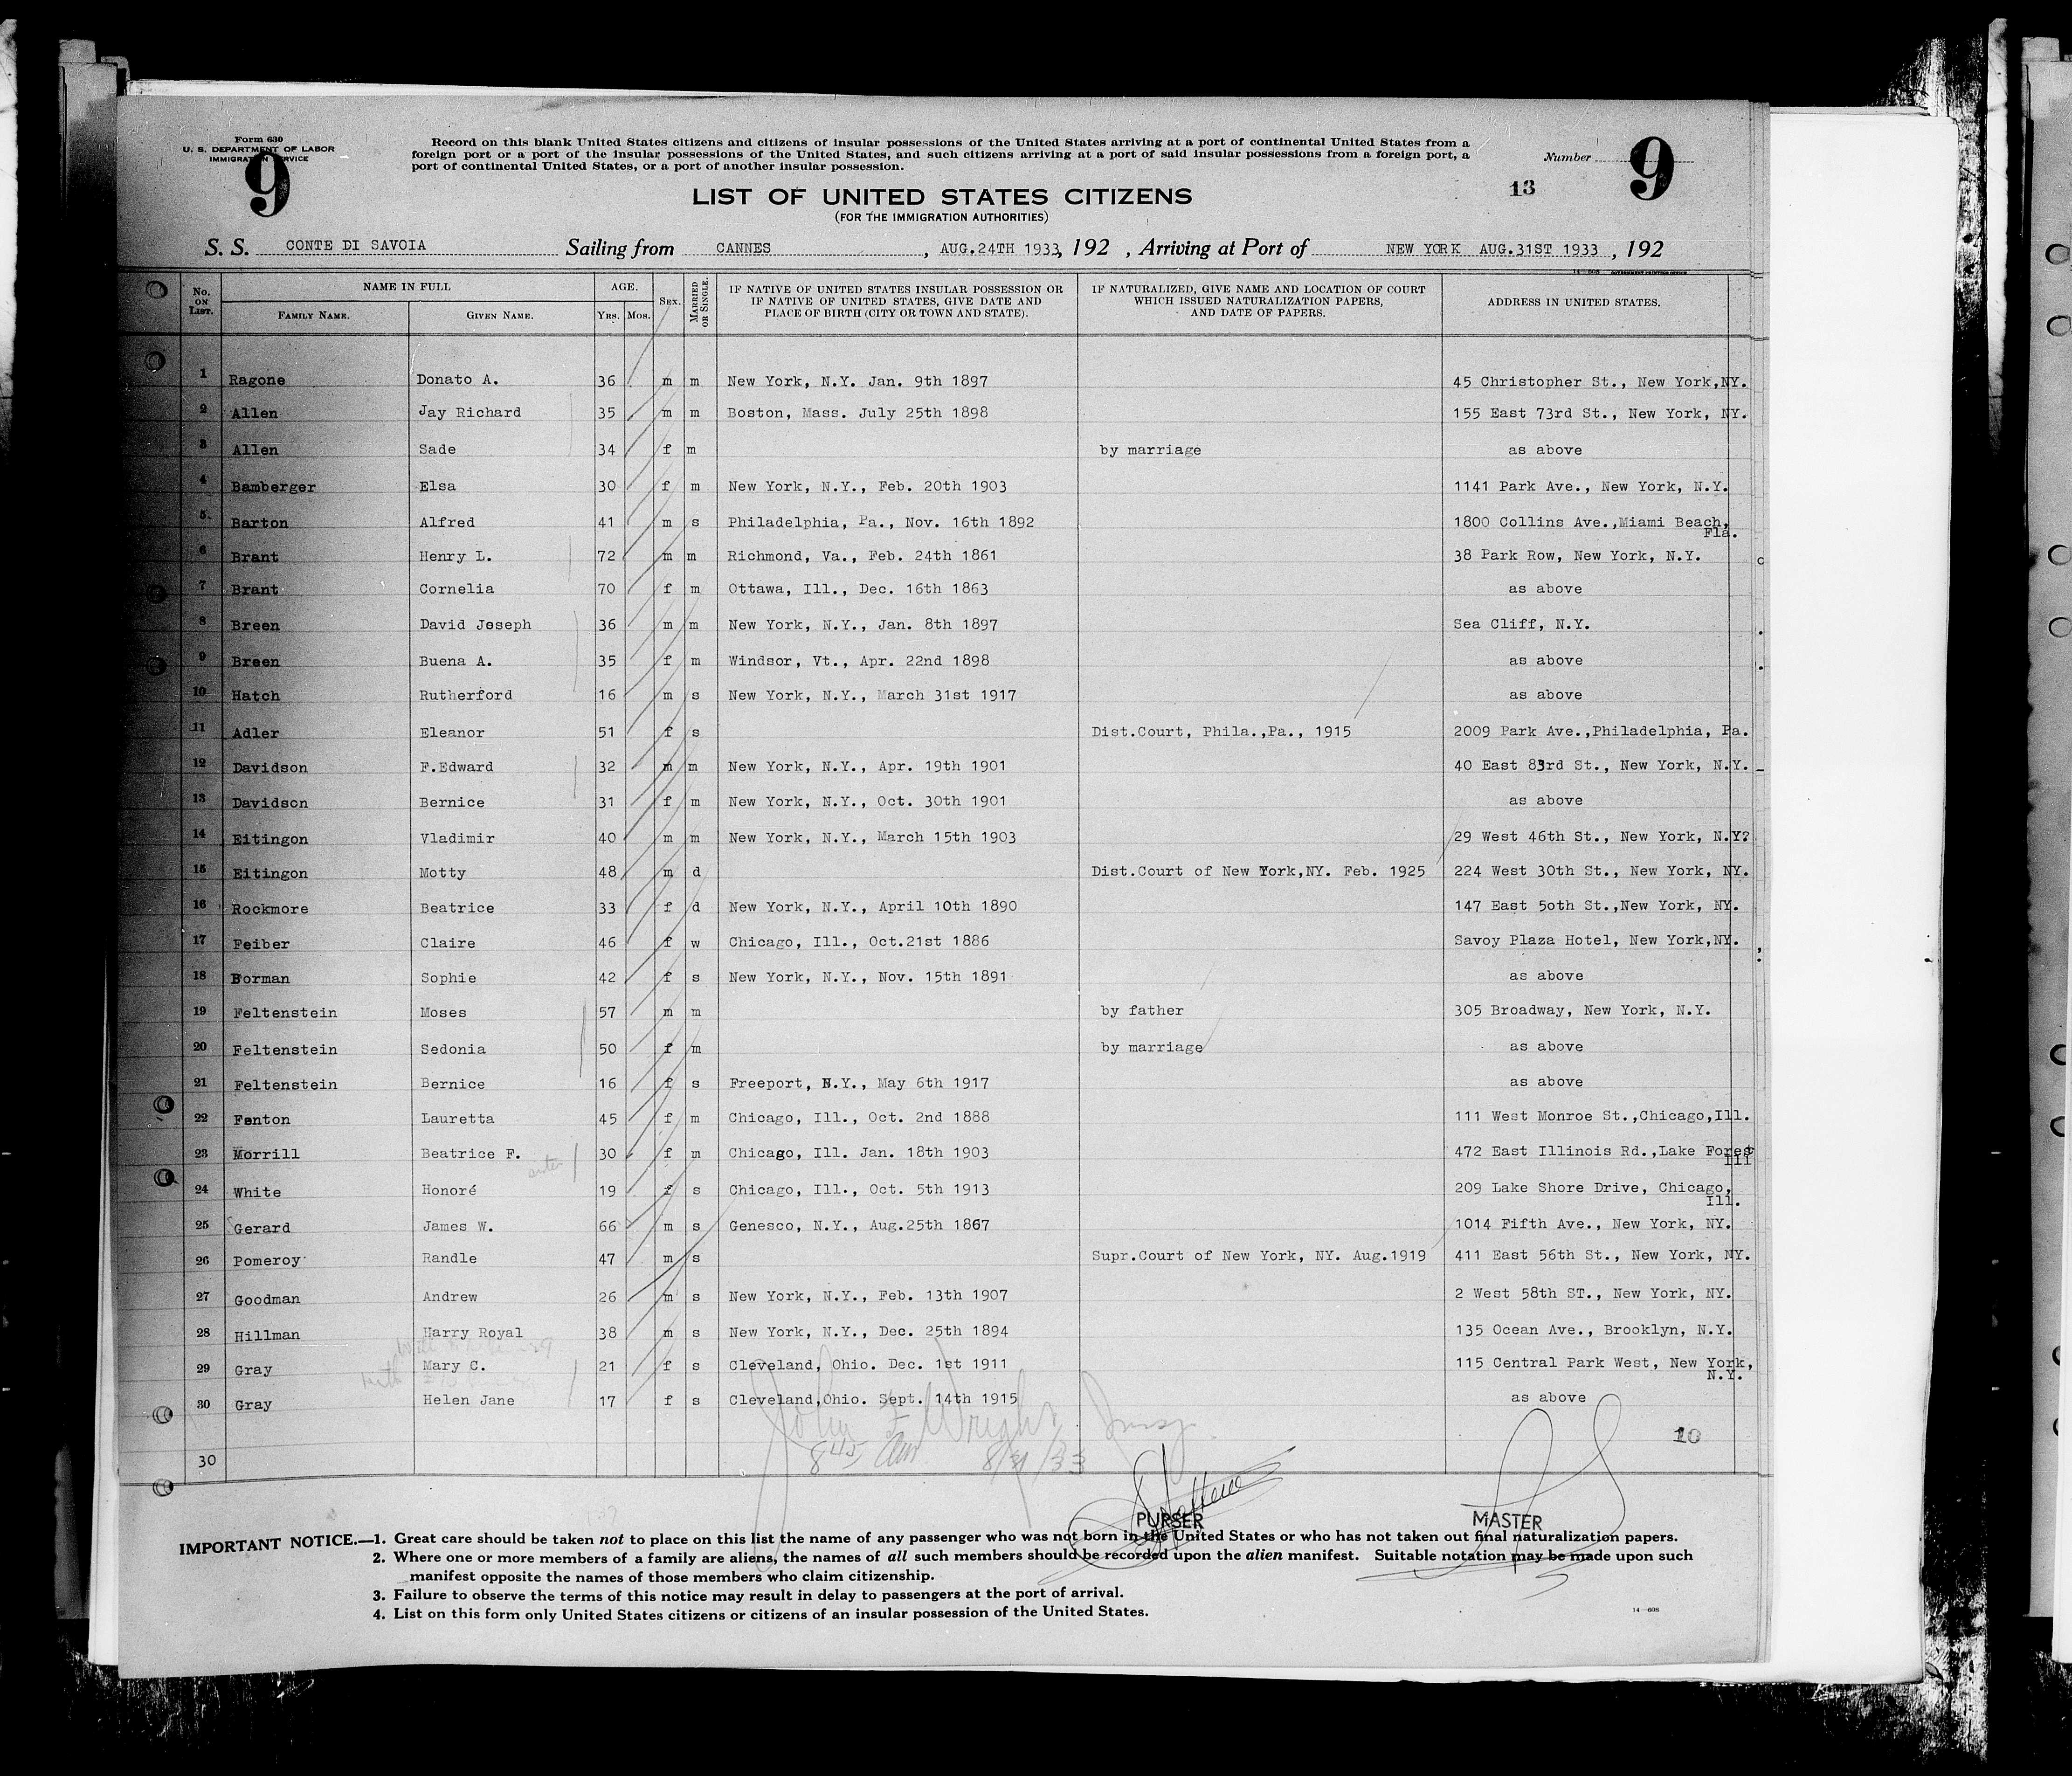 Form 630
U. S. DEPARTMENT OF LABOR
IMMIGRATION SERVICE
9
Record on this blank United States citizens and citizens of insular possessions of the United States arriving at a port of continental United States from a
foreign port or a port of the insular possessions of the United States, and such citizens arriving at a port of said insular possessions from a foreign port, a
port of continental United States, or a port of another insular possession.
Number
9
13
LIST OF UNITED STATES CITIZENS
(FOR THE IMMIGRATION AUTHORITIES)
S. S. CONTE DI SAVOIA Sailing from CANNES , AUG.24TH 1933, 192 , Arriving at Port of NEW YORK AUG.31ST 1933 , 192
14—608 GOVERNMENT PRINTING OFFICE
No. ON LIST. NAME IN FULL FAMILY NAME. GIVEN NAME. AGE. YRS. MOS. SEX. MARRIED OR SINGLE. IF NATIVE OF UNITED STATES INSULAR POSSESSION OR IF NATIVE OF UNITED STATES, GIVE DATE AND PLACE OF BIRTH (CITY OR TOWN AND STATE). IF NATURALIZED, GIVE NAME AND LOCATION OF COURT WHICH ISSUED NATURALIZATION PAPERS, AND DATE OF PAPERS. ADDRESS IN UNITED STATES.
1 Ragone Donato A. 36 m m New York, N.Y. Jan. 9th 1897 45 Christopher St., New York,NY.
2 Allen Jay Richard 35 m m Boston, Mass. July 25th 1898 155 East 73rd St., New York, NY.
3 Allen Sade 34 f m by marriage as above
4 Bamberger Elsa 30 f m New York, N.Y., Feb. 20th 1903 1141 Park Ave., New York, N.Y.
5 Barton Alfred 41 m s Philadelphia, Pa., Nov. 16th 1892 1800 Collins Ave.,Miami Beach, Fla.
6 Brant Henry L. 72 m m Richmond, Va., Feb. 24th 1861 38 Park Row, New York, N.Y.
7 Brant Cornelia 70 f m Ottawa, Ill., Dec. 16th 1863 as above
8 Breen David Joseph 36 m m New York, N.Y., Jan. 8th 1897 Sea Cliff, N.Y.
9 Breen Buena A. 35 f m Windsor, Vt., Apr. 22nd 1898 as above
10 Hatch Rutherford 16 m s New York, N.Y., March 31st 1917 as above
11 Adler Eleanor 51 f s Dist.Court, Phila.,Pa., 1915 2009 Park Ave.,Philadelphia, Pa.
12 Davidson F.Edward 32 m m New York, N.Y., Apr. 19th 1901 40 East 83rd St., New York, N.Y.
13 Davidson Bernice 31 f m New York, N.Y., Oct. 30th 1901 as above
14 Eitingon Vladimir 40 m m New York, N.Y., March 15th 1903 29 West 46th St., New York, N.Y?
15 Eitingon Motty 48 m d Dist.Court of New York,NY. Feb. 1925 224 West 30th St., New York, NY.
16 Rockmore Beatrice 33 f d New York, N.Y., April 10th 1890 147 East 5oth St.,New York, NY.
17 Feiber Claire 46 f w Chicago, Ill., Oct.21st 1886 Savoy Plaza Hotel, New York,NY.
18 Borman Sophie 42 f s New York, N.Y., Nov. 15th 1891 as above
19 Feltenstein Moses 57 m m by father 305 Broadway, New York, N.Y.
20 Feltenstein Sedonia 50 f m by marriage as above
21 Feltenstein Bernice 16 f s Freeport, N.Y., May 6th 1917 as above
22 Fenton Lauretta 45 f m Chicago, Ill., Oct. 2nd 1888 111 West Monroe St.,Chicago,Ill.
23 Morrill Beatrice F. 30 f m Chicago, Ill. Jan. 18th 1903 472 East Illinois Rd.,Lake Forest Ill
24 White Honoré 19 f s Chicago, Ill., Oct. 5th 1913 209 Lake Shore Drive, Chicago, Ill.
25 Gerard James W. 66 m s Genesco, N.Y., Aug.25th 1867 1014 Fifth Ave., New York, NY.
26 Pomeroy Randle 47 m s Supr.Court of New York, NY. Aug.1919 411 East 56th St., New York, NY.
27 Goodman Andrew 26 m s New York, N.Y., Feb. 13th 1907 2 West 58th ST., New York, NY.
28 Hillman Harry Royal 38 m s New York, N.Y., Dec. 25th 1894 135 Ocean Ave., Brooklyn, N.Y.
29 Gray Mary C. 21 f s Cleveland, Ohio. Dec. 1st 1911 115 Central Park West, New York, N.Y.
30 Gray Helen Jane 17 f s Cleveland,Ohio. Sept. 14th 1915 as above
John F Wright Insp.
10
30
845 Am 8/31/33
PURSER
MASTER
IMPORTANT NOTICE.—1. Great care should be taken not to place on this list the name of any passenger who was not born in the United States or who has not taken out final naturalization papers.
2. Where one or more members of a family are aliens, the names of all such members should be recorded upon the alien manifest. Suitable notation may be made upon such
manifest opposite the names of those members who claim citizenship.
3. Failure to observe the terms of this notice may result in delay to passengers at the port of arrival.
4. List on this form only United States citizens or citizens of an insular possession of the United States.
14—608